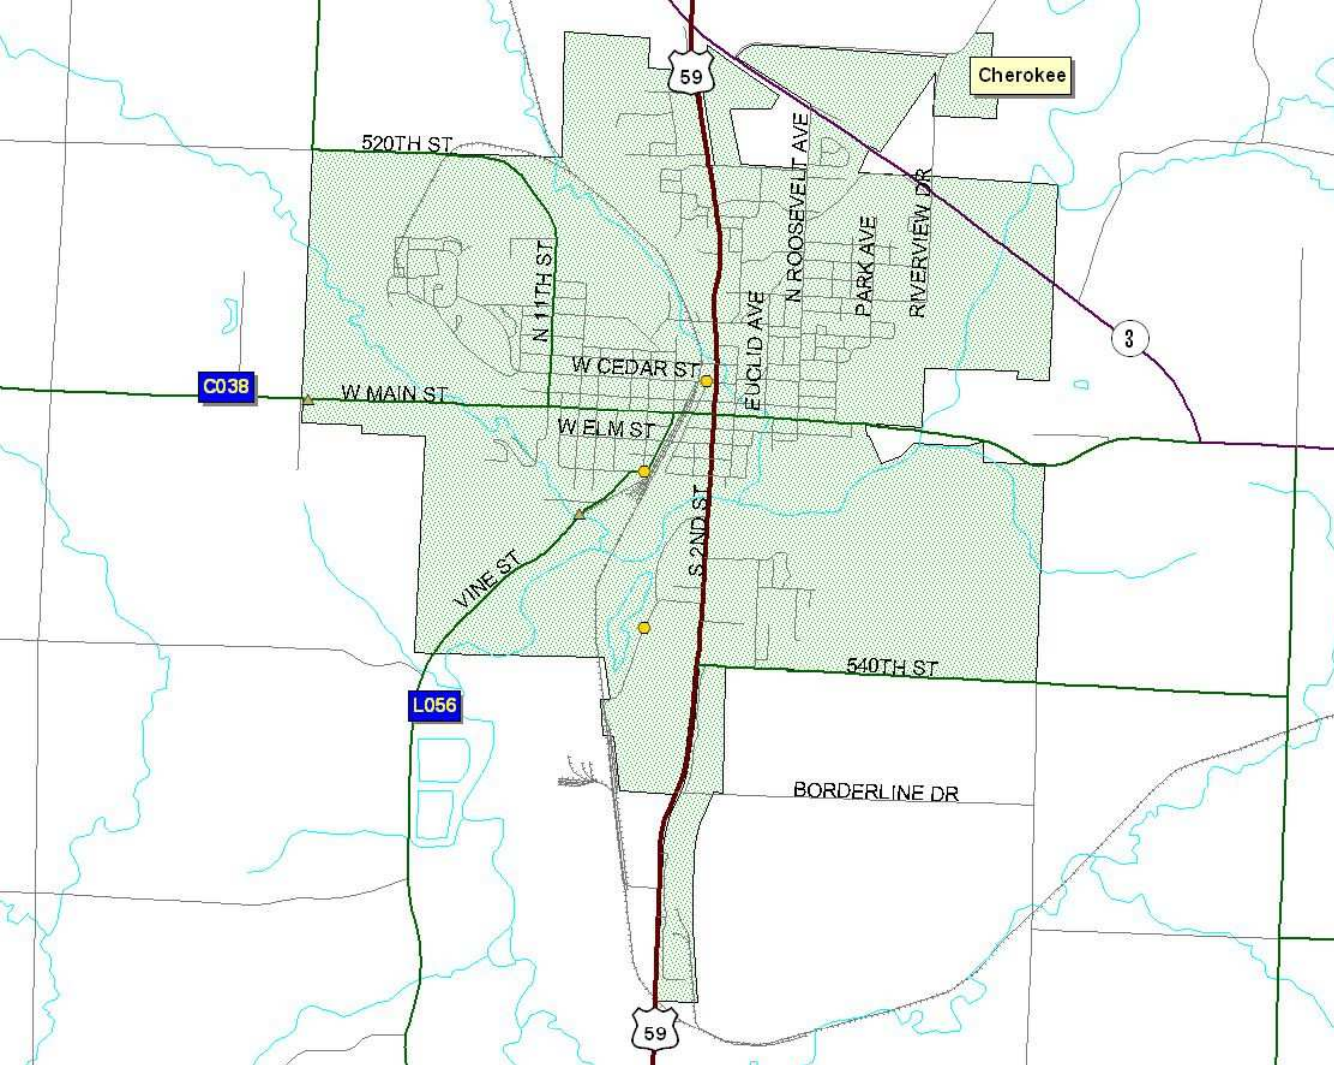 59
Cherokee
520TH ST
N ROOSEVELT AVE
PARK AVE
RIVERVIEW DR
N 11TH ST
EUCLID AVE
3
W CEDAR ST
C038
W MAIN ST
W ELM ST
S 2ND ST
VINE ST
540TH ST
L056
BORDERLINE DR
59